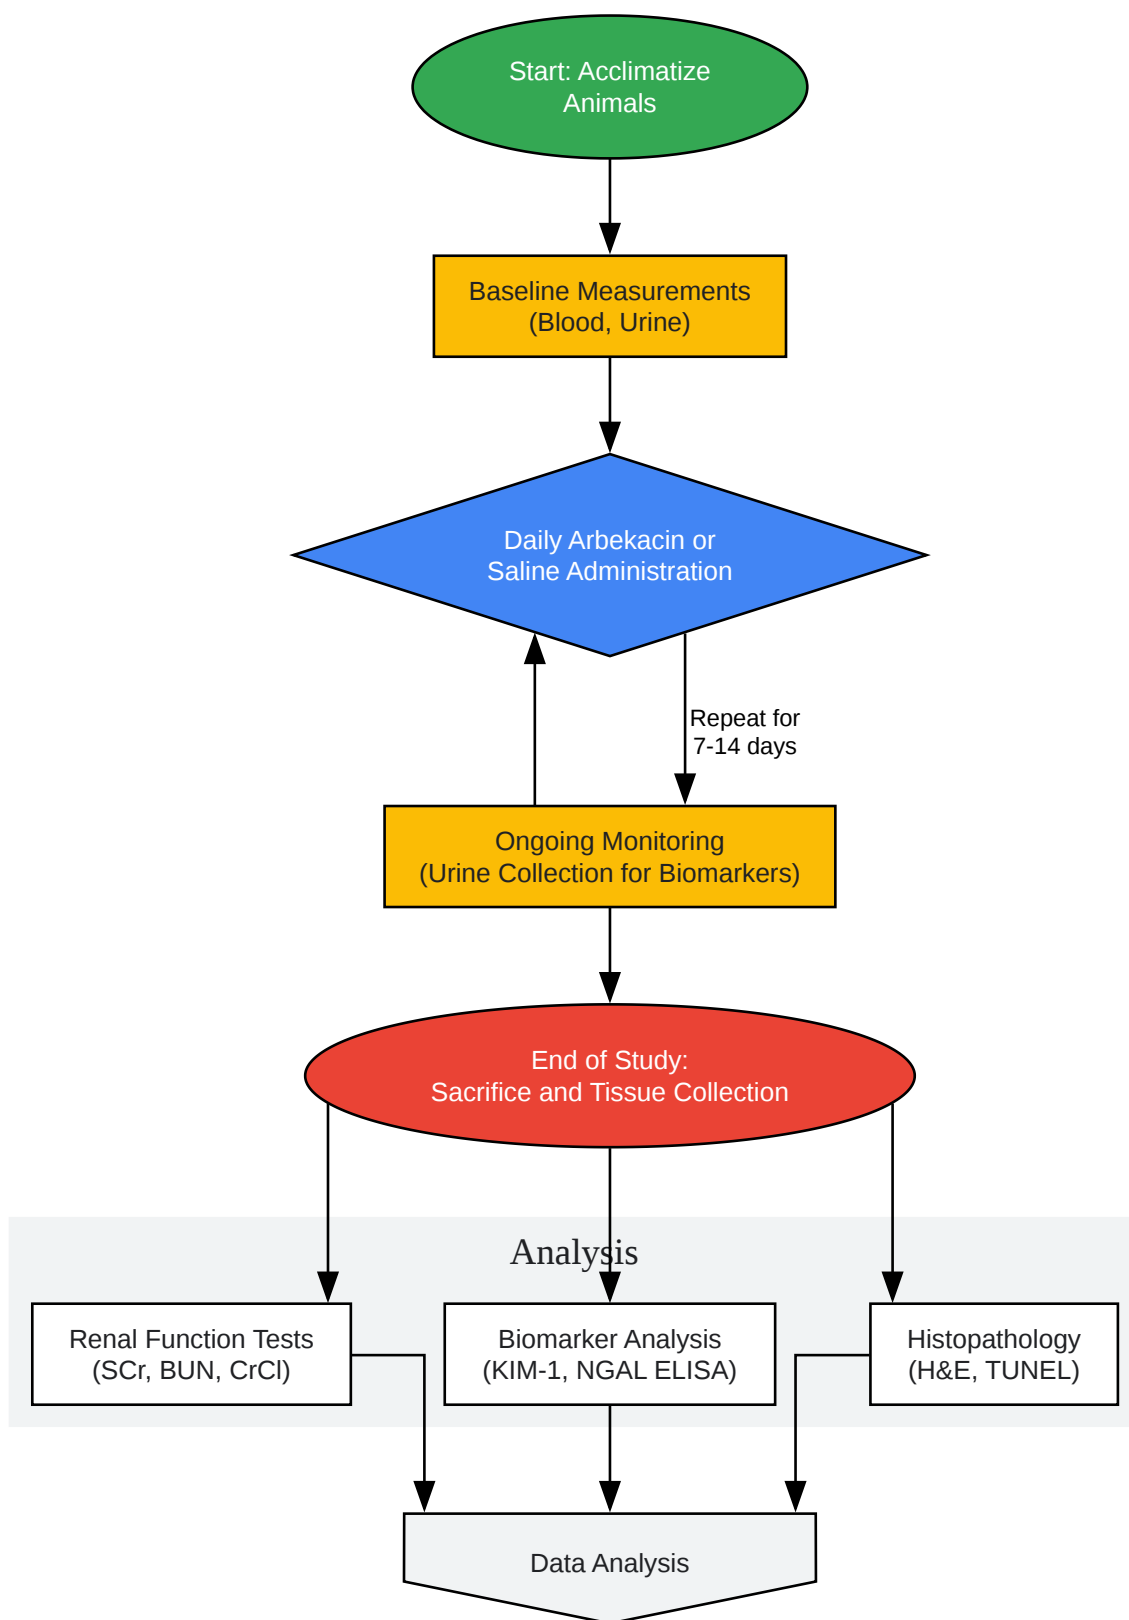 Start: Acclimatize
Animals
Baseline Measurements
(Blood, Urine)
Daily Arbekacin or
Saline Administration
Repeat for
7-14 days
Ongoing Monitoring
(Urine Collection for Biomarkers)
End of Study:
Sacrifice and Tissue Collection
Analysis
Renal Function Tests
(SCr, BUN, CrCl)
Biomarker Analysis
(KIM-1, NGAL ELISA)
Histopathology
(H&E, TUNEL)
Data Analysis